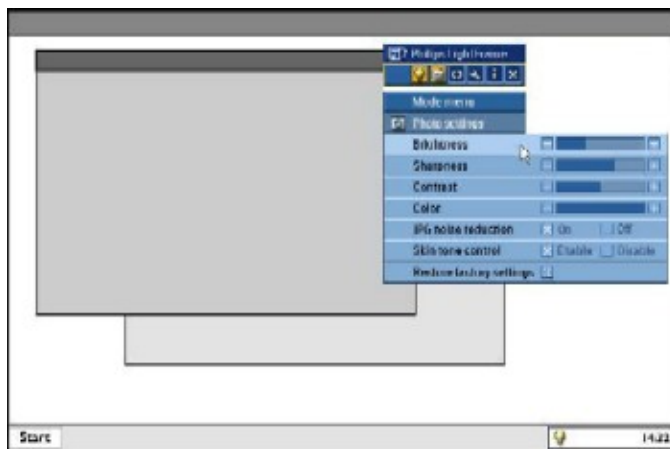 Philips LightFrame
Mode menu
Photo settings
Brightness
Sharpness
Contrast
Color
JPG noise reduction On Off
Skin tone control Enable Disable
Restore factory settings
Start